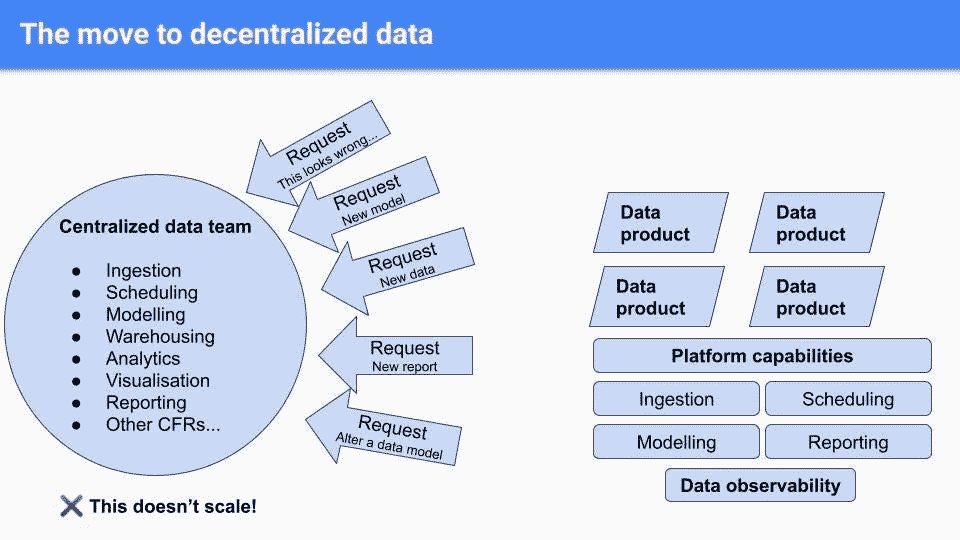 The move to decentralized data
Centralized data team
● Ingestion
● Scheduling
● Modelling
● Warehousing
● Analytics
● Visualisation
● Reporting
● Other CFRs...
Request
This looks wrong...
Request
New model
Request
New data
Request
New report
Request
Alter a data model
❌ This doesn’t scale!
Data
product
Data
product
Data
product
Data
product
Platform capabilities
Ingestion
Scheduling
Modelling
Reporting
Data observability